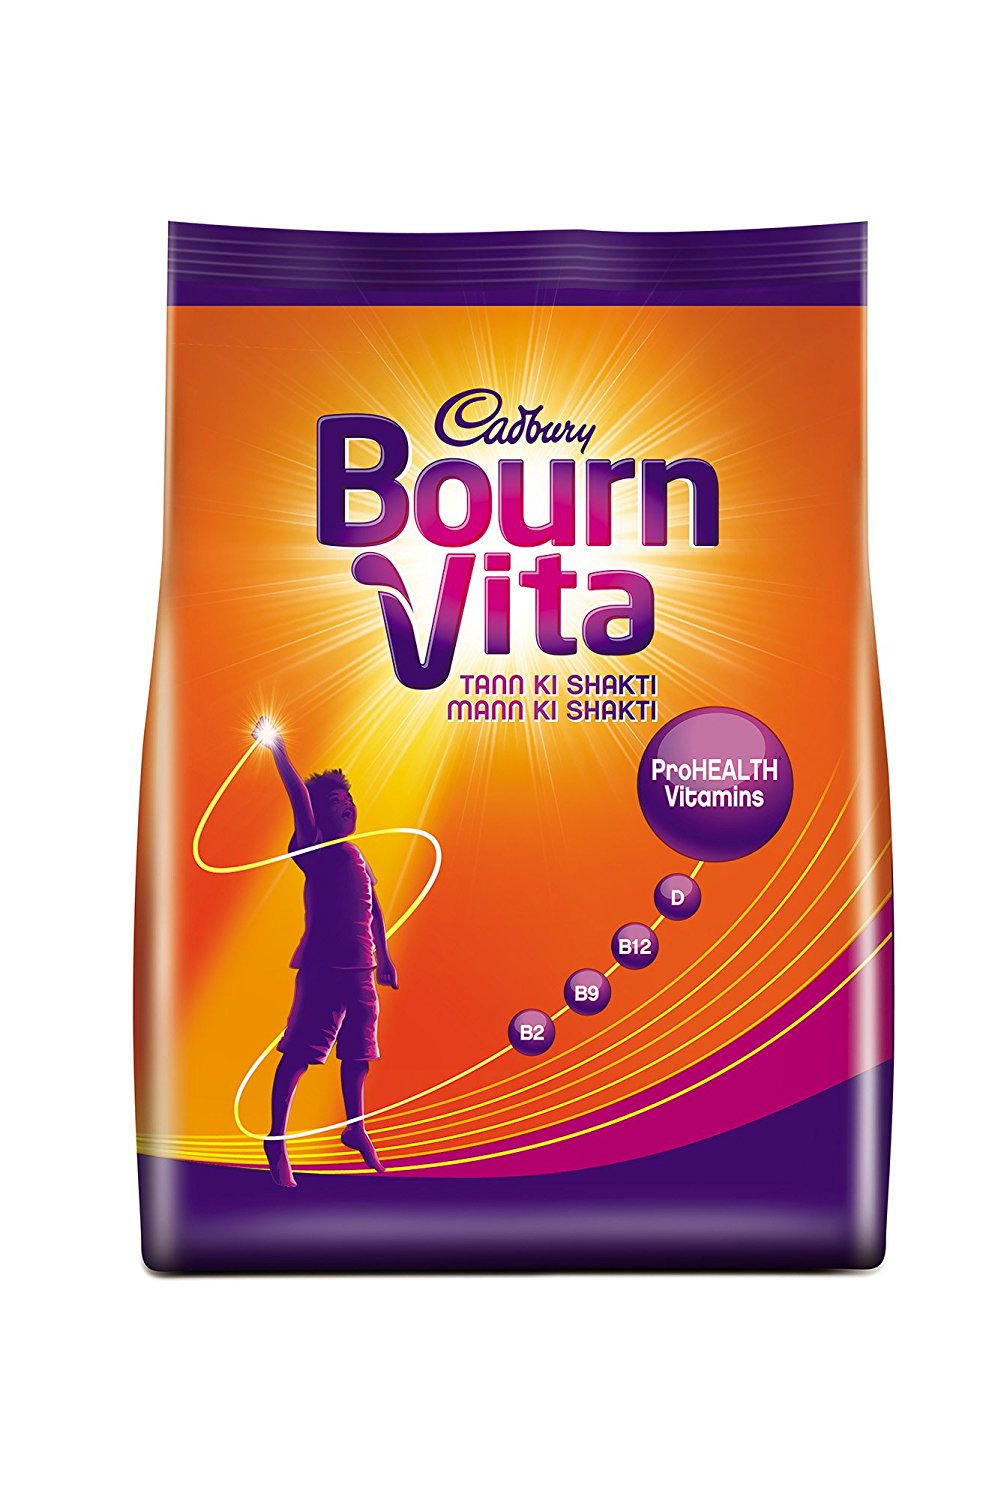 Cadbury
Bourn
Vita
TANN KI SHAKTI
MANN KI SHAKTI
ProHEALTH
Vitamins
D
B12
B9
B2